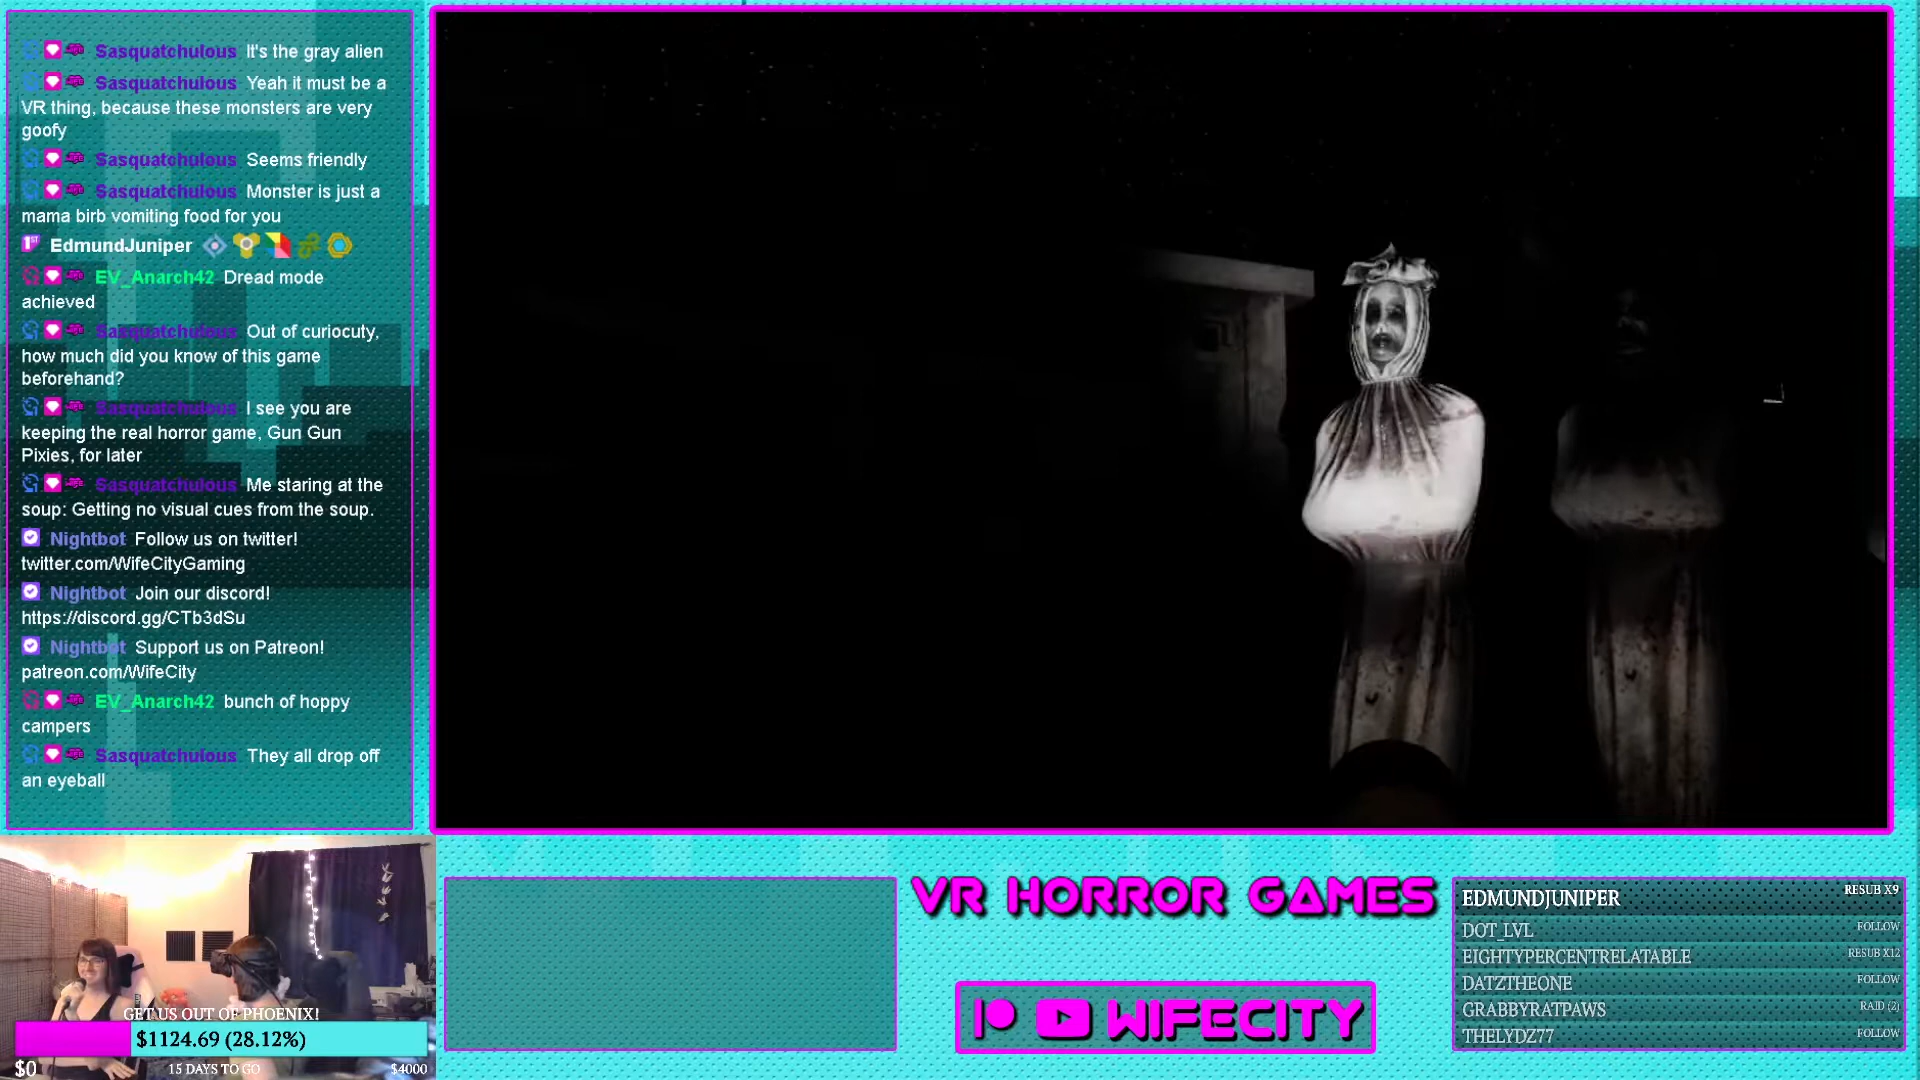 Sasquatchulous It's the gray alien
Sasquatchulous Yeah it must be a
VR thing, because these monsters are very
goofy
Sasquatchulous Seems friendly
Sasquatchulous Monster is just a
mama birb vomiting food for you
1ST EdmundJuniper
EV_Anarch42 Dread mode
achieved
Sasquatchulous Out of curiocuty,
how much did you know of this game
beforehand?
Sasquatchulous I see you are
keeping the real horror game, Gun Gun
Pixies, for later
Sasquatchulous Me staring at the
soup: Getting no visual cues from the soup.
Nightbot Follow us on twitter!
twitter.com/WifeCityGaming
Nightbot Join our discord!
https://discord.gg/CTb3dSu
Nightbot Support us on Patreon!
patreon.com/WifeCity
EV_Anarch42 bunch of hoppy
campers
Sasquatchulous They all drop off
an eyeball
GET US OUT OF PHOENIX!
$1124.69 (28.12%)
$0 15 DAYS TO GO $4000
VR HORROR GAMES
WIFECITY
EDMUNDJUNIPER RESUB X9
DOT_LVL FOLLOW
EIGHTYPERCENTRELATABLE RESUB X12
DATZTHEONE FOLLOW
GRABBYRATPAWS RAID (2)
THELYDZ77 FOLLOW